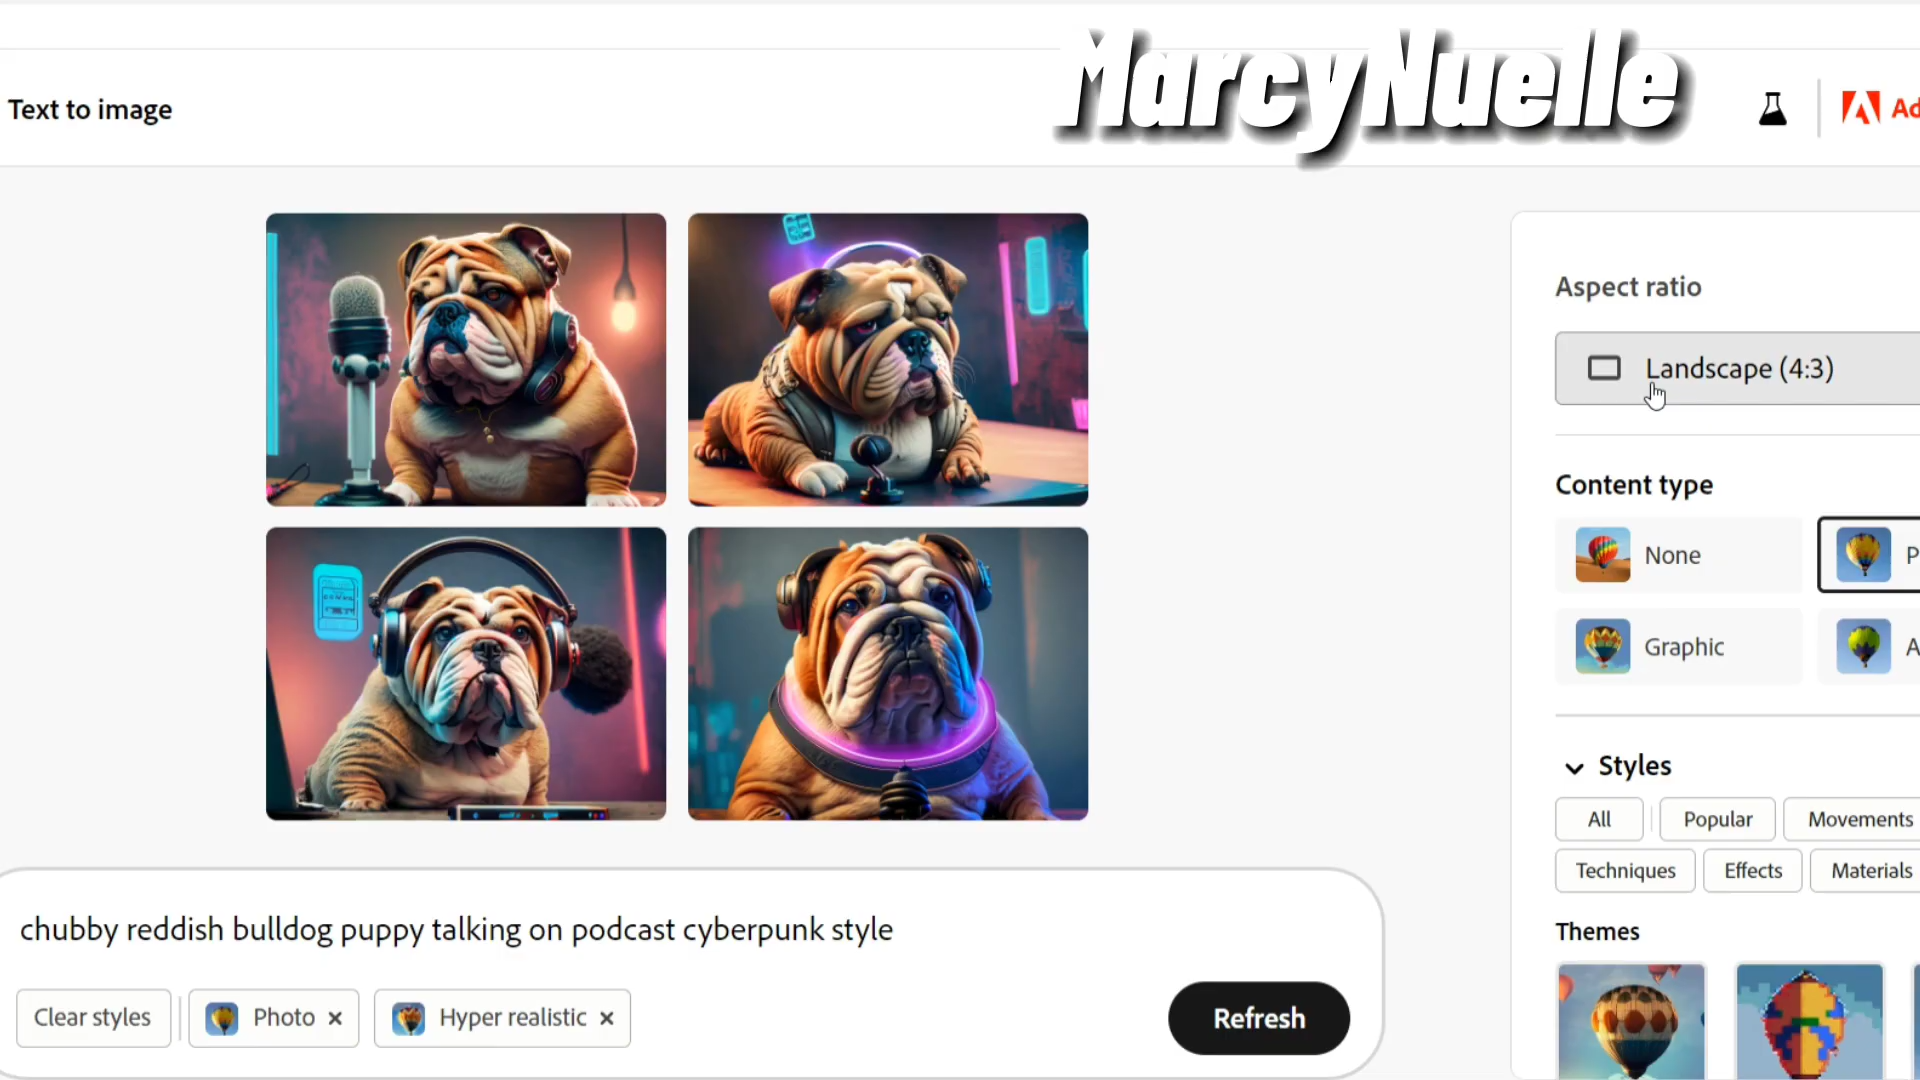 MarcyNuelle
Text to image
Ad
Aspect ratio
Landscape (4:3)
Content type
None
P
Graphic
A
Styles
All
Popular
Movements
Techniques
Effects
Materials
Themes
chubby reddish bulldog puppy talking on podcast cyberpunk style
Clear styles
Photo
Hyper realistic
Refresh